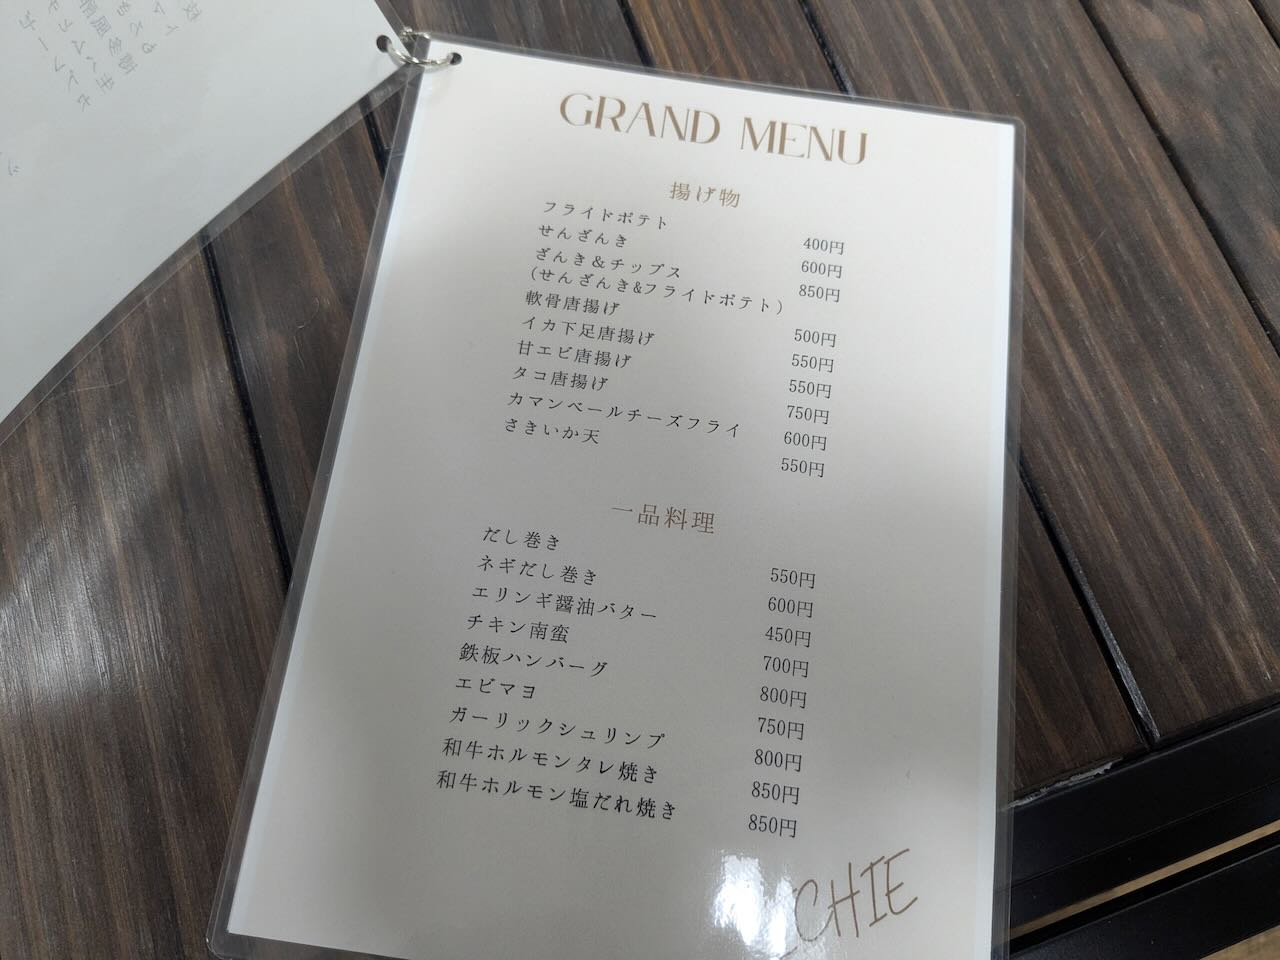 GRAND MENU
揚げ物
フライドポテト 400円
せんざんき 600円
ざんき&チップス 850円
(せんざんき&フライドポテト)
軟骨唐揚げ 500円
イカ下足唐揚げ 550円
甘エビ唐揚げ 550円
タコ唐揚げ 750円
カマンベールチーズフライ 600円
さきいか天 550円
一品料理
だし巻き 550円
ネギだし巻き 600円
エリンギ醤油バター 450円
チキン南蛮 700円
鉄板ハンバーグ 800円
エビマヨ 750円
ガーリックシュリンプ 800円
和牛ホルモンタレ焼き 850円
和牛ホルモン塩だれ焼き 850円
CHIE